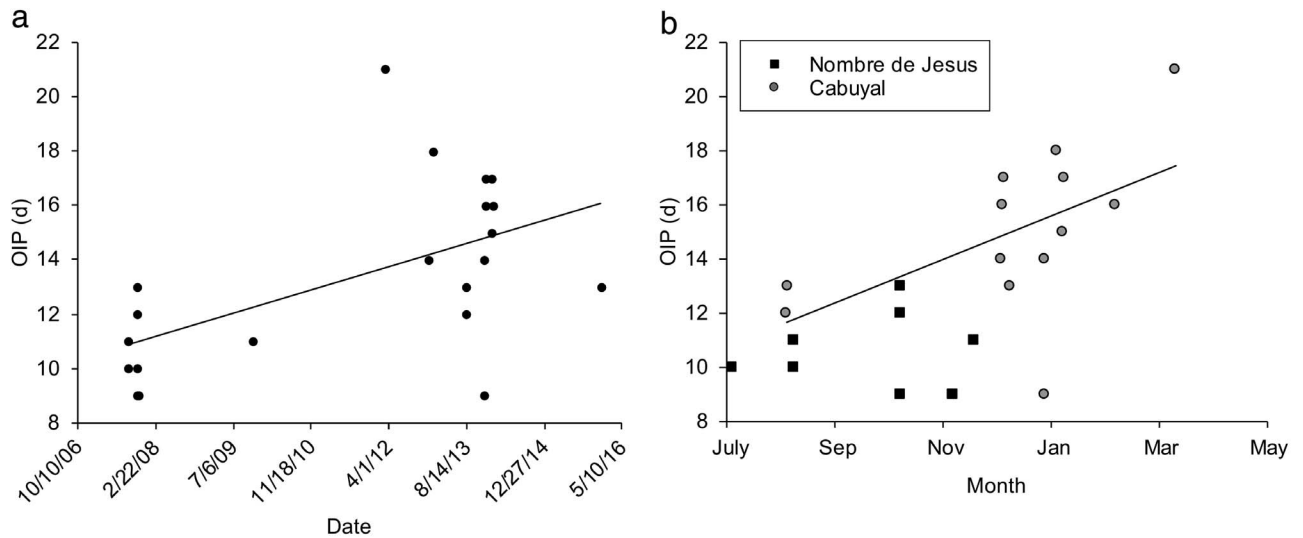 a
22
20
18
16
14
12
10
8
OIP (d)
10/10/06
2/22/08
7/6/09
11/18/10
4/1/12
8/14/13
12/27/14
5/10/16
Date
b
22
20
18
16
14
12
10
8
OIP (d)
Nombre de Jesus
Cabuyal
July
Sep
Nov
Jan
Mar
May
Month